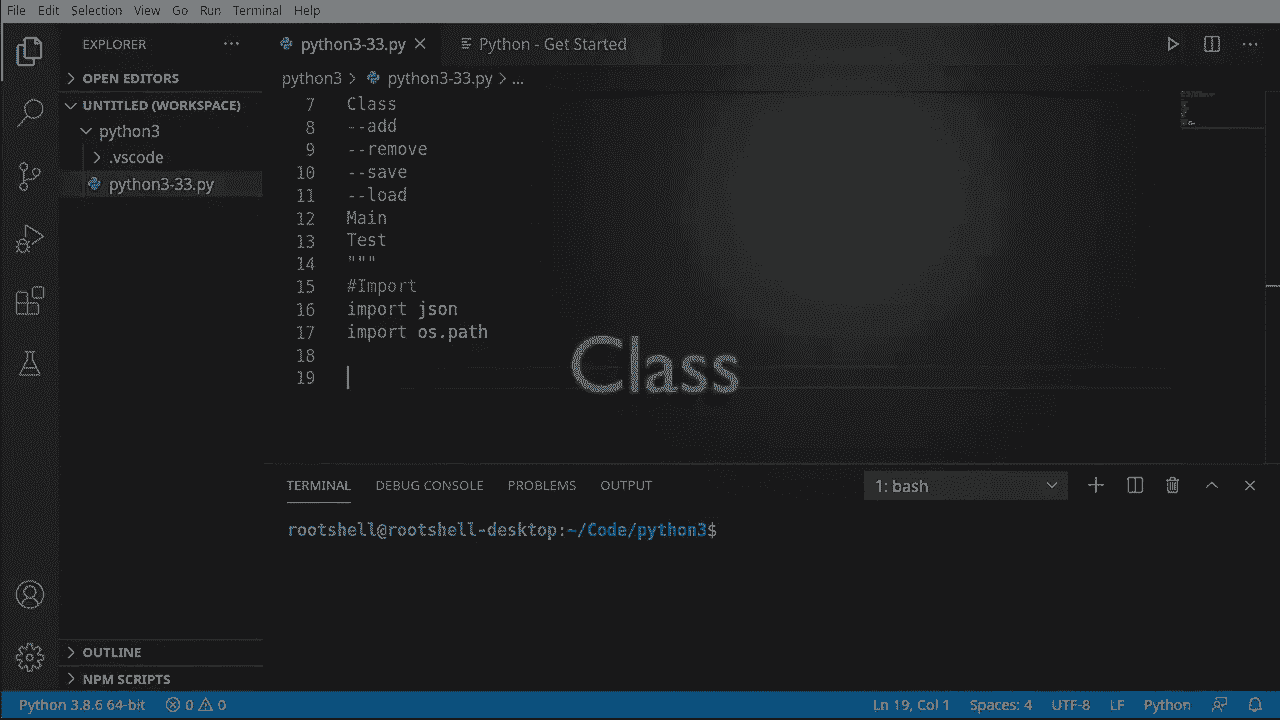 File Edit Selection View Go Run Terminal Help
EXPLORER ···
python3-33.py
Python - Get Started
OPEN EDITORS
UNTITLED (WORKSPACE)
python3
.vscode
python3-33.py
python3 > python3-33.py > ...
7 Class
8 --add
9 --remove
10 --save
11 --load
12 Main
13 Test
14 """
15 #Import
16 import json
17 import os.path
18
19
Class
TERMINAL DEBUG CONSOLE PROBLEMS OUTPUT
1: bash
rootshell@rootshell-desktop:~/Code/python3$
OUTLINE
NPM SCRIPTS
Python 3.8.6 64-bit 0 0 Ln 19, Col 1 Spaces: 4 UTF-8 LF Python